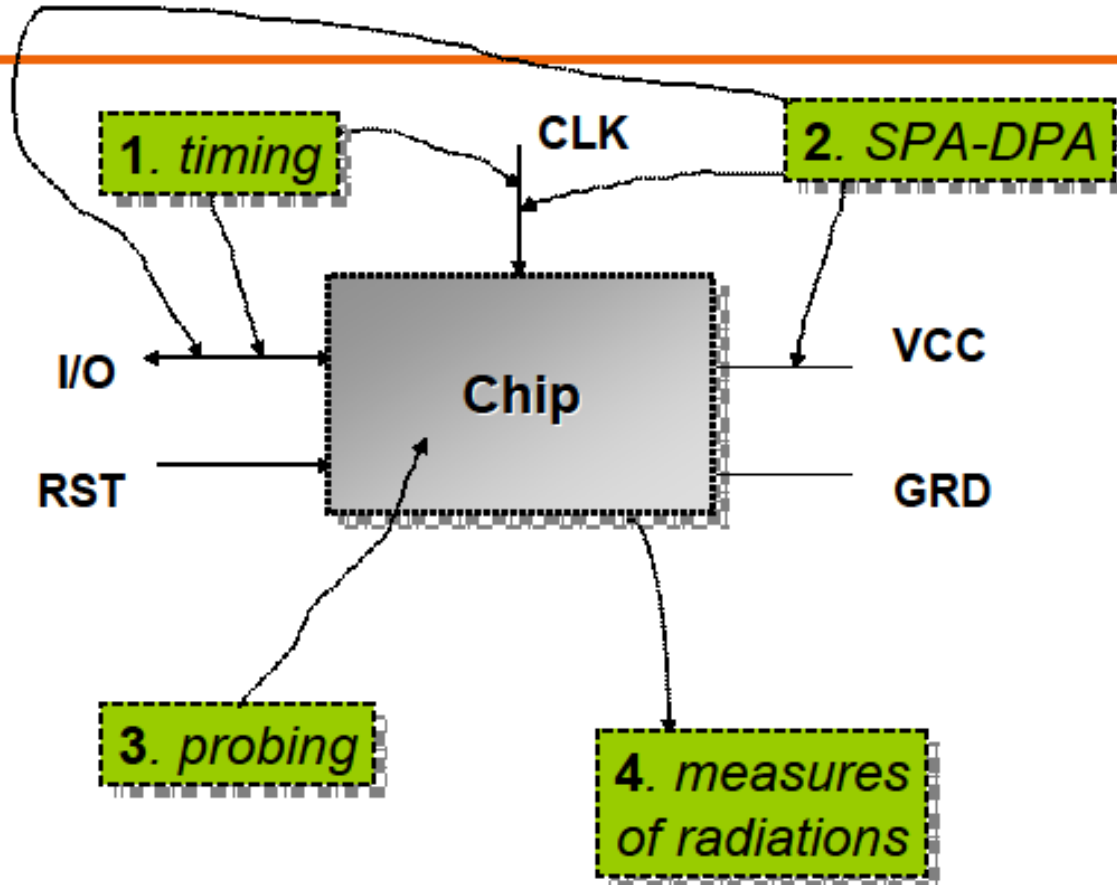 CLK
1. timing
2. SPA-DPA
I/O
VCC
Chip
RST
GRD
3. probing
4. measures
of radiations